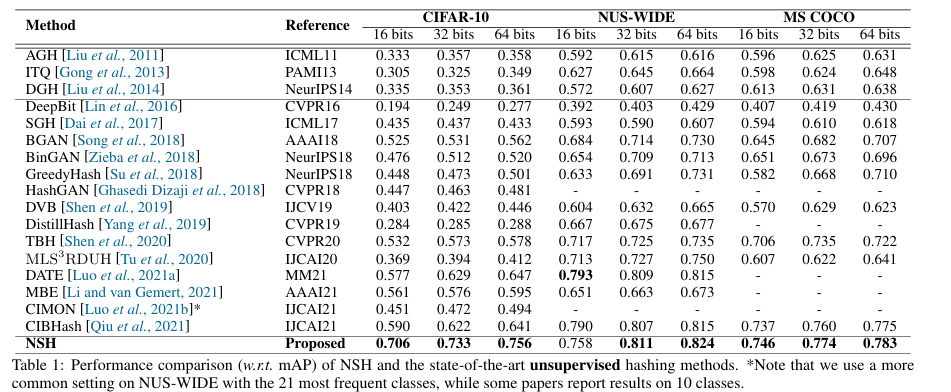 Method Reference CIFAR-10 NUS-WIDE MS COCO
16 bits 32 bits 64 bits 16 bits 32 bits 64 bits 16 bits 32 bits 64 bits
AGH [Liu et al., 2011] ICML11 0.333 0.357 0.358 0.592 0.615 0.616 0.596 0.625 0.631
ITQ [Gong et al., 2013] PAMI13 0.305 0.325 0.349 0.627 0.645 0.664 0.598 0.624 0.648
DGH [Liu et al., 2014] NeurIPS14 0.335 0.353 0.361 0.572 0.607 0.627 0.613 0.631 0.638
DeepBit [Lin et al., 2016] CVPR16 0.194 0.249 0.277 0.392 0.403 0.429 0.407 0.419 0.430
SGH [Dai et al., 2017] ICML17 0.435 0.437 0.433 0.593 0.590 0.607 0.594 0.610 0.618
BGAN [Song et al., 2018] AAAI18 0.525 0.531 0.562 0.684 0.714 0.730 0.645 0.682 0.707
BinGAN [Zieba et al., 2018] NeurIPS18 0.476 0.512 0.520 0.654 0.709 0.713 0.651 0.673 0.696
GreedyHash [Su et al., 2018] NeurIPS18 0.448 0.473 0.501 0.633 0.691 0.731 0.582 0.668 0.710
HashGAN [Ghasedi Dizaji et al., 2018] CVPR18 0.447 0.463 0.481 - - - - - -
DVB [Shen et al., 2019] IJCV19 0.403 0.422 0.446 0.604 0.632 0.665 0.570 0.629 0.623
DistillHash [Yang et al., 2019] CVPR19 0.284 0.285 0.288 0.667 0.675 0.677 - - -
TBH [Shen et al., 2020] CVPR20 0.532 0.573 0.578 0.717 0.725 0.735 0.706 0.735 0.722
MLS³RDUH [Tu et al., 2020] IJCAI20 0.369 0.394 0.412 0.713 0.727 0.750 0.607 0.622 0.641
DATE [Luo et al., 2021a] MM21 0.577 0.629 0.647 0.793 0.809 0.815 - - -
MBE [Li and van Gemert, 2021] AAAI21 0.561 0.576 0.595 0.651 0.663 0.673 - - -
CIMON [Luo et al., 2021b]* IJCAI21 0.451 0.472 0.494 - - - - - -
CIBHash [Qiu et al., 2021] IJCAI21 0.590 0.622 0.641 0.790 0.807 0.815 0.737 0.760 0.775
NSH Proposed 0.706 0.733 0.756 0.758 0.811 0.824 0.746 0.774 0.783
Table 1: Performance comparison (w.r.t. mAP) of NSH and the state-of-the-art unsupervised hashing methods. *Note that we use a more
common setting on NUS-WIDE with the 21 most frequent classes, while some papers report results on 10 classes.